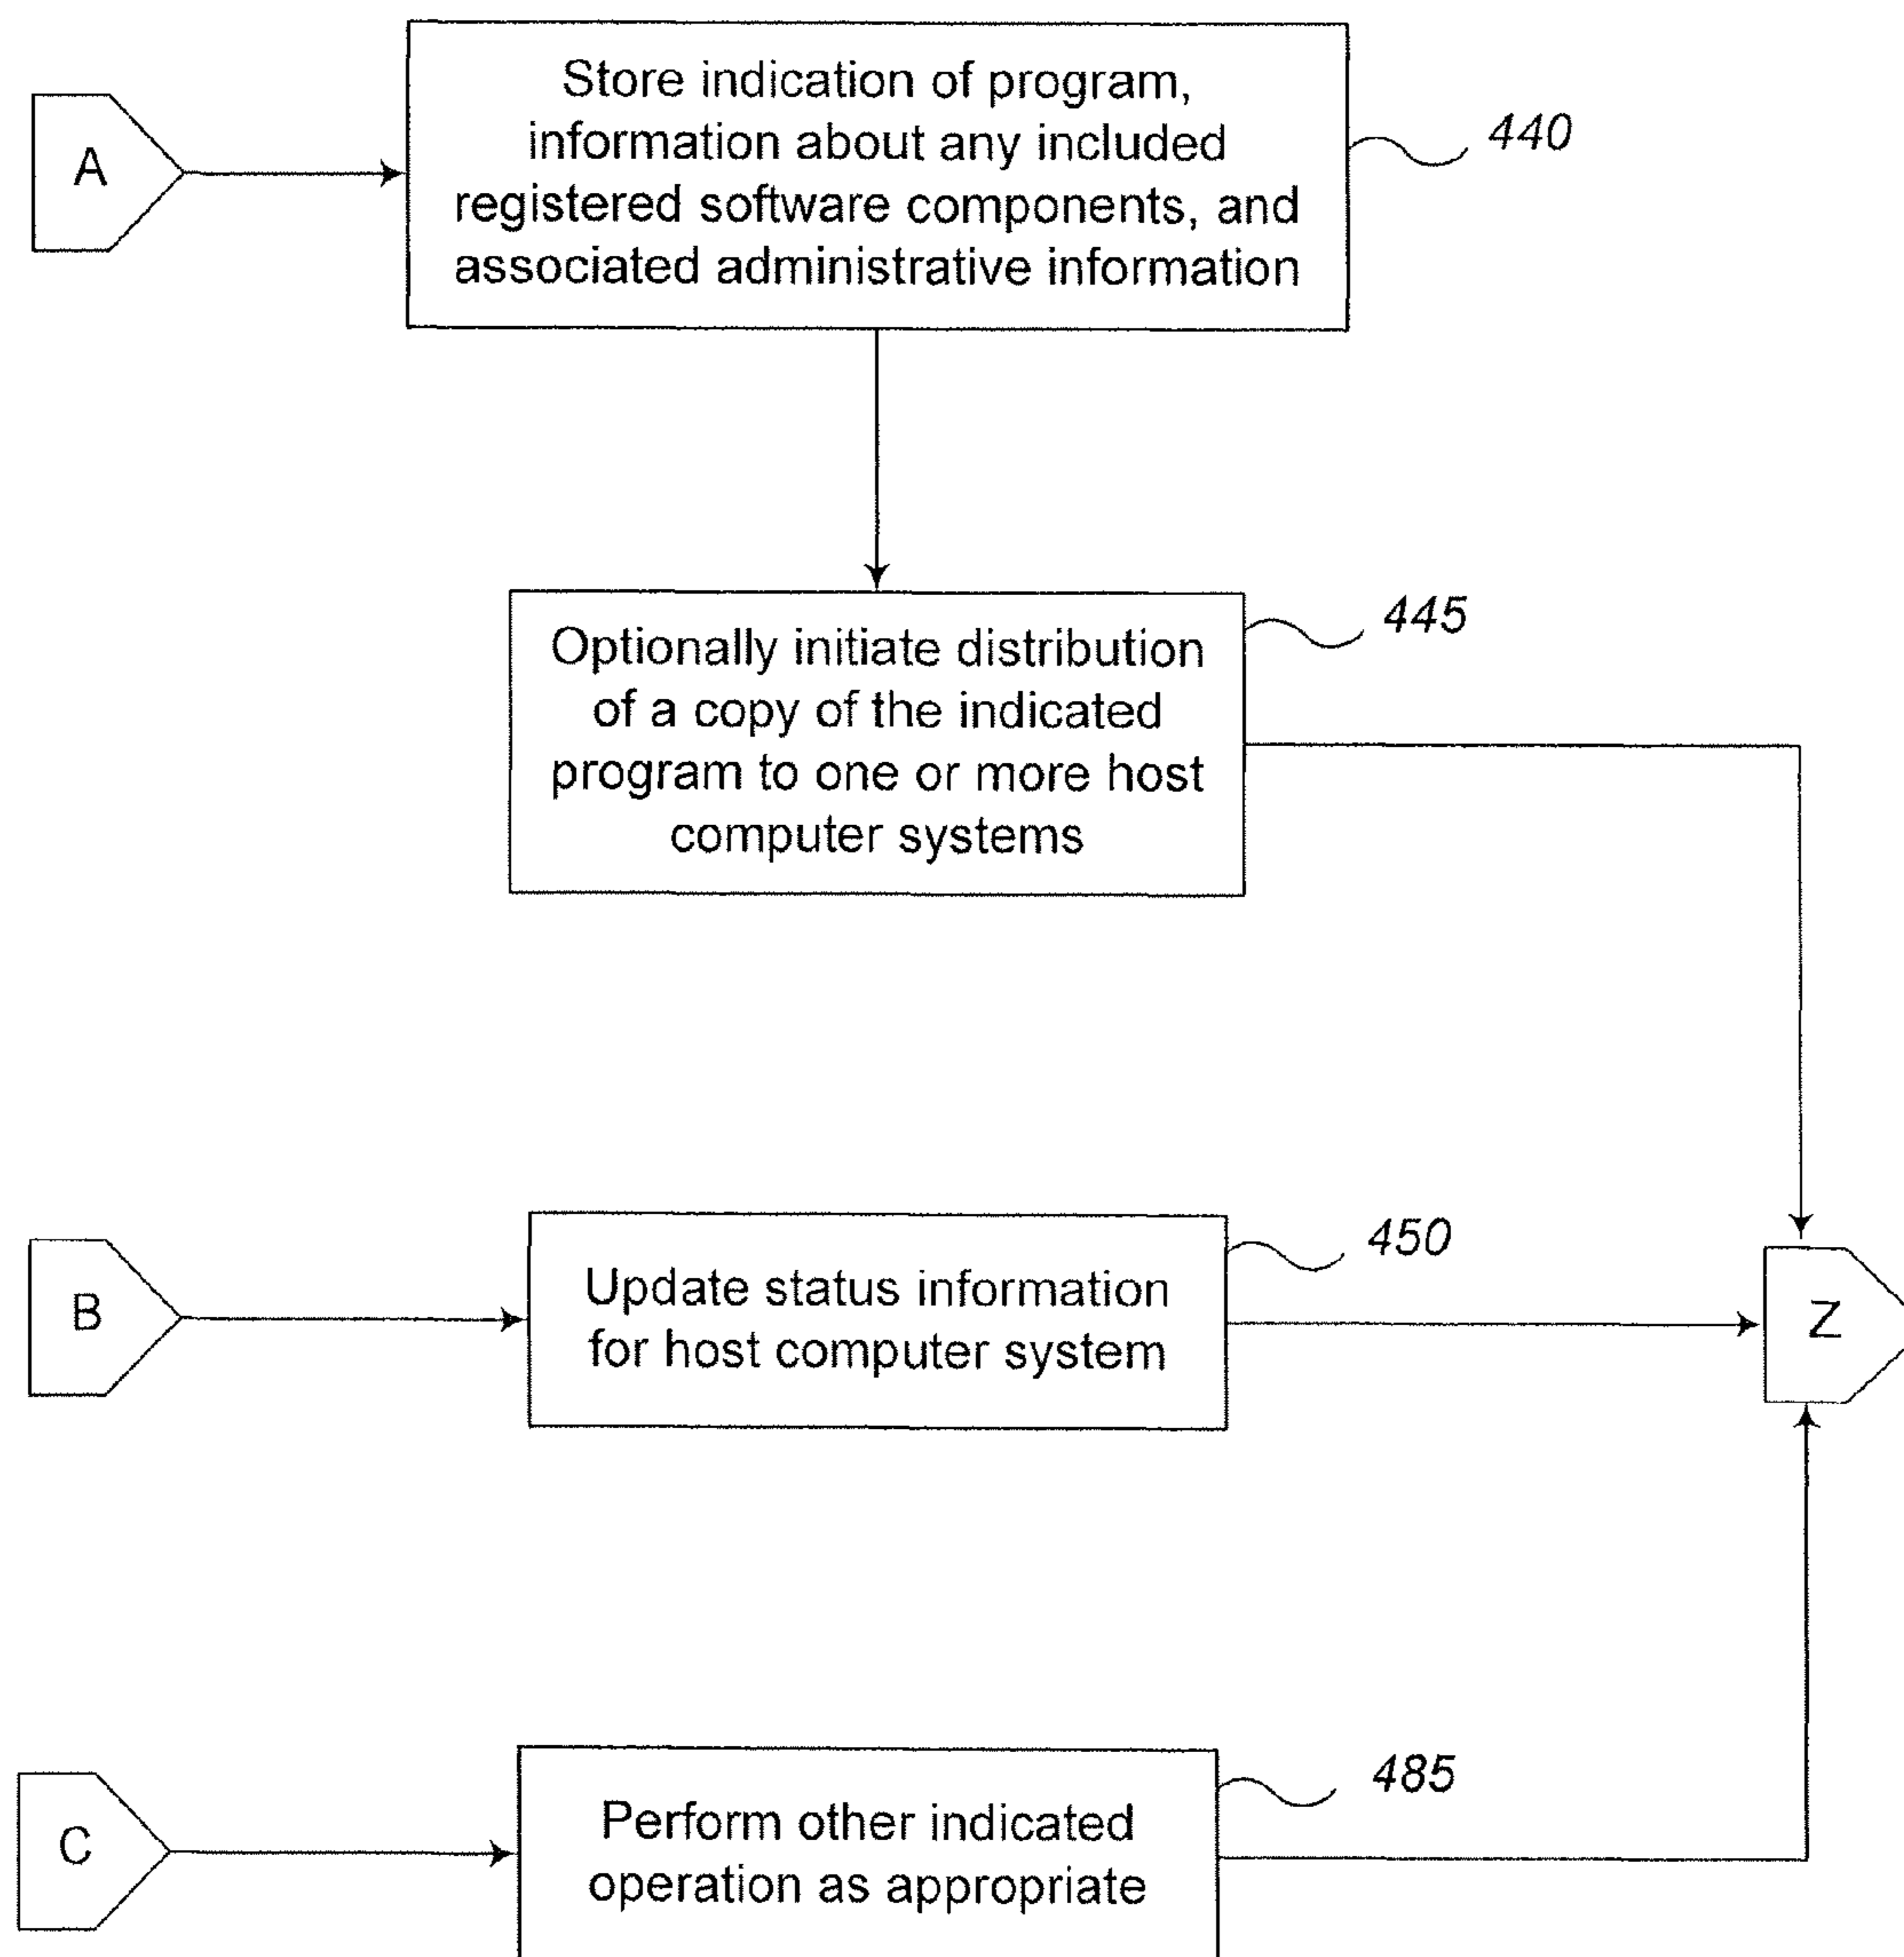 A
Store indication of program,
information about any included
registered software components, and
associated administrative information
440
Optionally initiate distribution
of a copy of the indicated
program to one or more host
computer systems
445
B
Update status information
for host computer system
450
Z
C
Perform other indicated
operation as appropriate
485